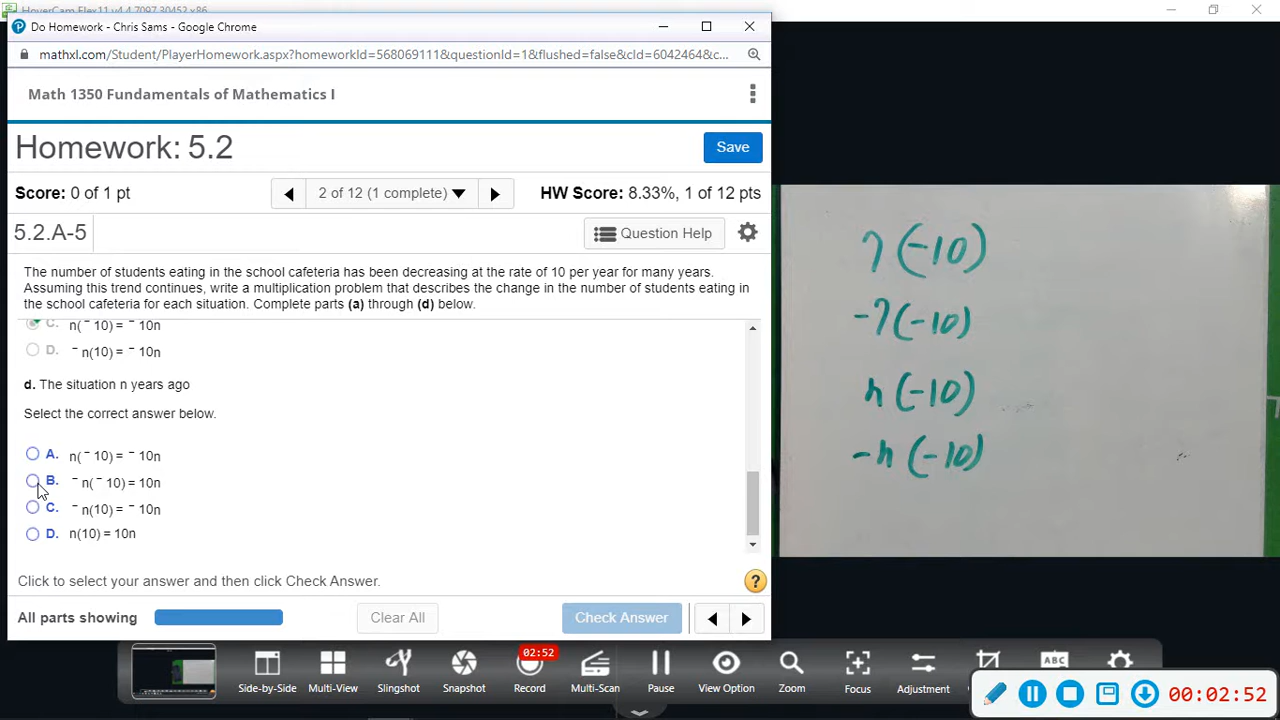 HoverCam Flex11 v4.4.7097.30452 x86
Do Homework - Chris Sams - Google Chrome
mathxl.com/Student/PlayerHomework.aspx?homeworkId=568069111&questionId=1&flushed=false&cId=6042464&c...
Math 1350 Fundamentals of Mathematics I
Homework: 5.2
Save
Score: 0 of 1 pt
2 of 12 (1 complete)
HW Score: 8.33%, 1 of 12 pts
5.2.A-5
Question Help
The number of students eating in the school cafeteria has been decreasing at the rate of 10 per year for many years.
Assuming this trend continues, write a multiplication problem that describes the change in the number of students eating in
the school cafeteria for each situation. Complete parts (a) through (d) below.
C. n(⁻10) = ⁻10n
D. ⁻n(10) = ⁻10n
d. The situation n years ago
Select the correct answer below.
A. n(⁻10) = ⁻10n
B. ⁻n(⁻10) = 10n
C. ⁻n(10) = ⁻10n
D. n(10) = 10n
Click to select your answer and then click Check Answer.
?
All parts showing
Clear All
Check Answer
7(-10)
-7(-10)
n(-10)
-n(-10)
02:52
ABC
Side-by-Side
Multi-View
Slingshot
Snapshot
Record
Multi-Scan
Pause
View Option
Zoom
Focus
Adjustment
00:02:52